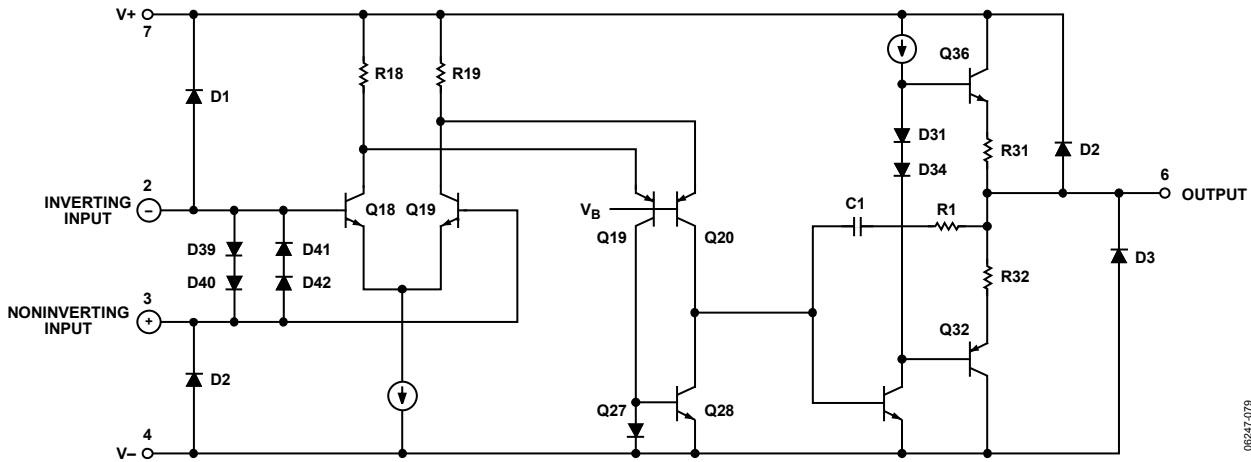 V+
7
R18
R19
Q36
D1
D31
D34
R31
D2
6
OUTPUT
2
INVERTING
INPUT
−
Q18
Q19
VB
Q19
Q20
C1
R1
D39
D41
D40
D42
D3
R32
3
NONINVERTING
INPUT
+
Q32
D2
Q27
Q28
4
V−
06247-079